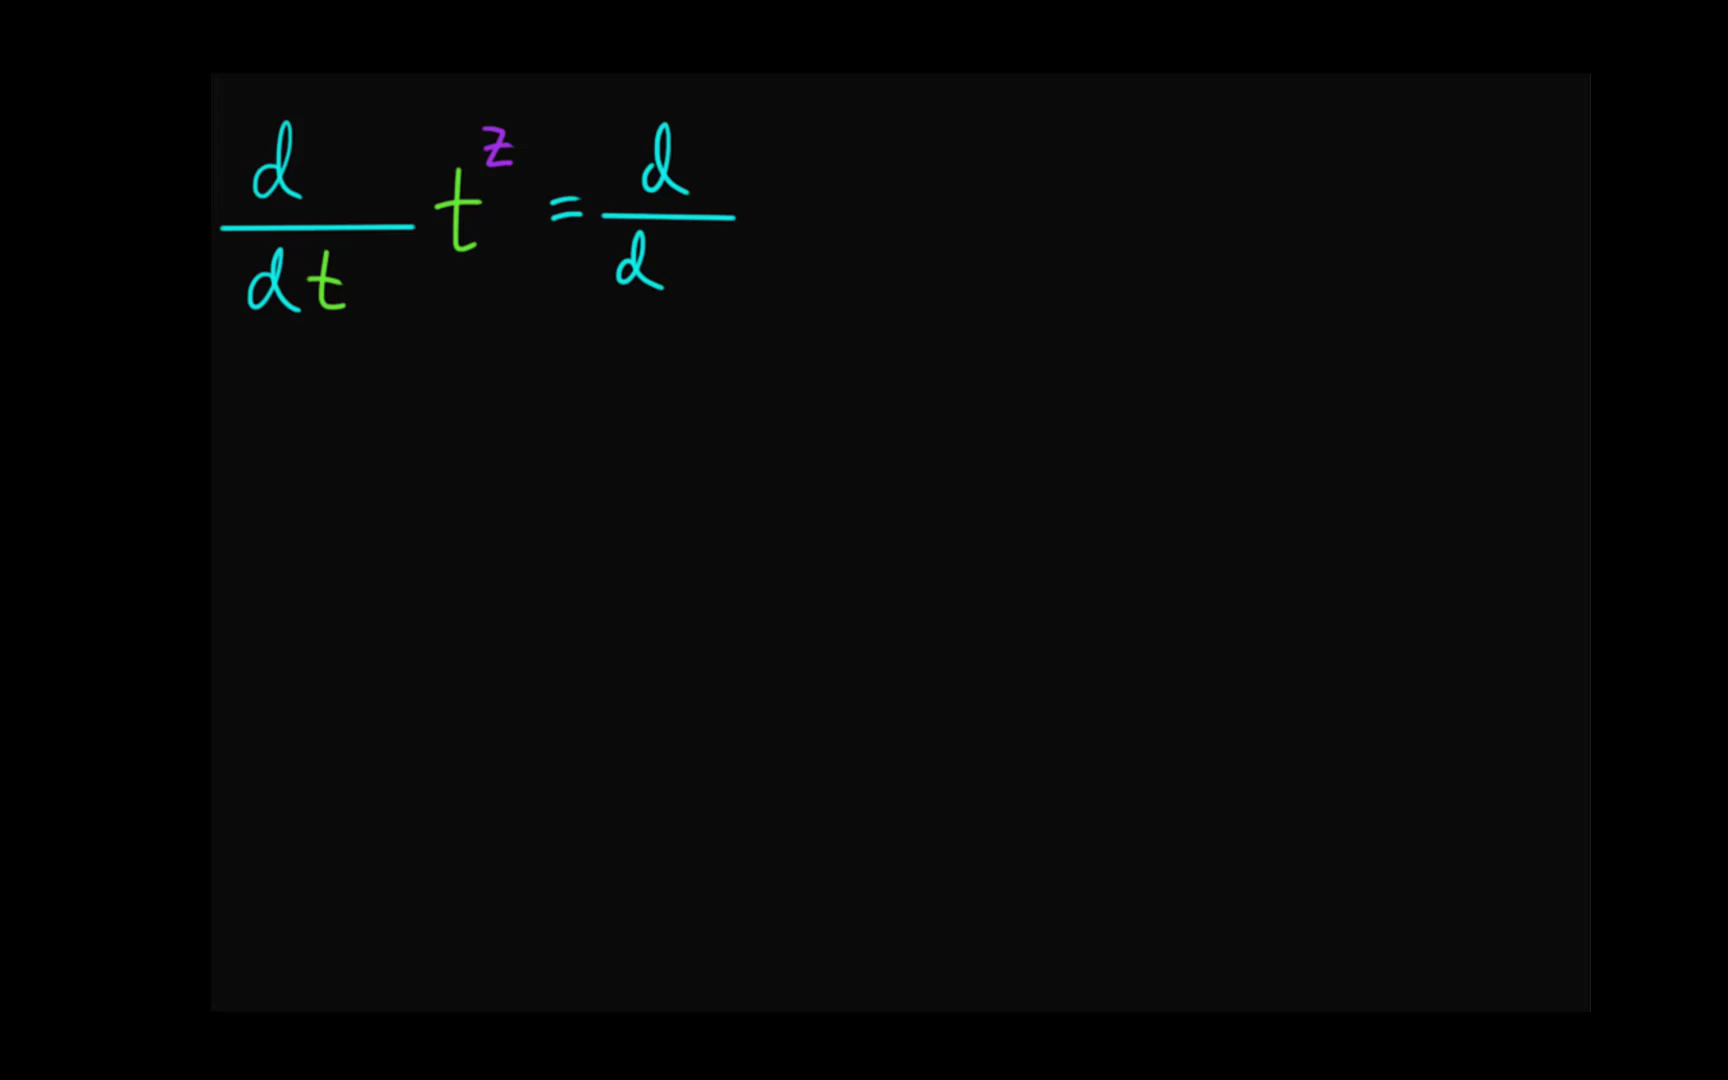 d/dt t^z = d/d